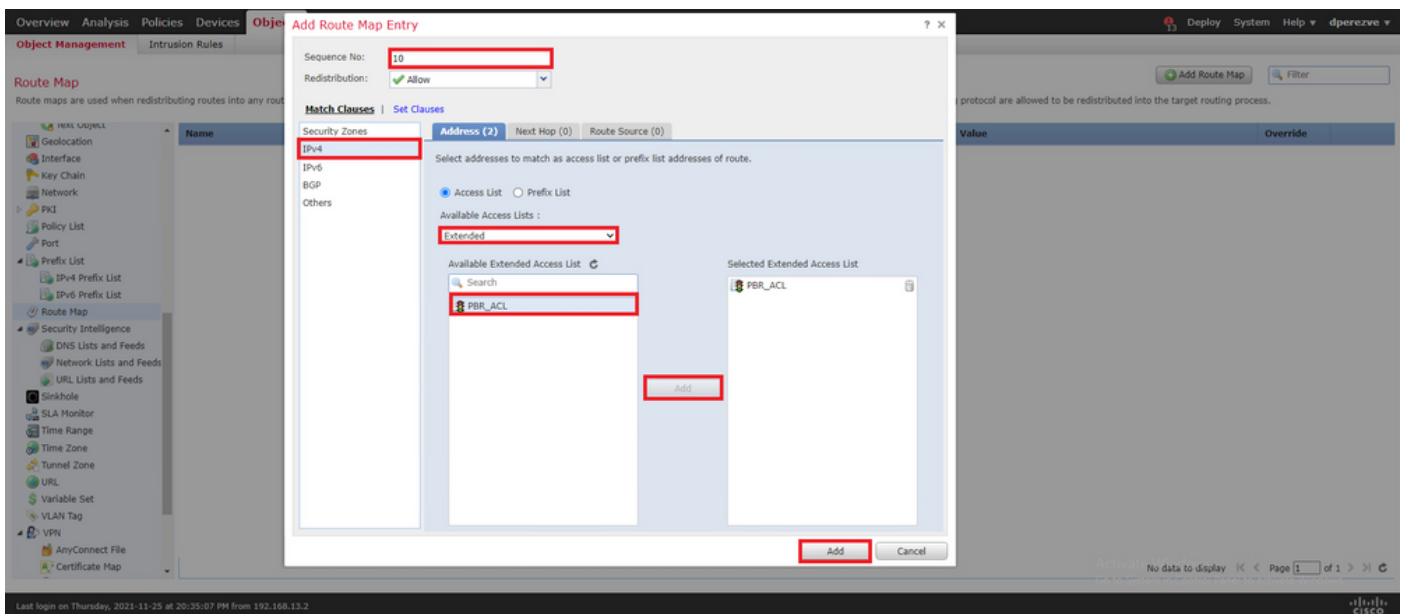 Overview Analysis Policies Devices Obje
Add Route Map Entry
? ×
13 Deploy System Help dperezve
Object Management Intrusion Rules
Sequence No: 10
Redistribution: Allow
Route Map
Add Route Map Filter
Route maps are used when redistributing routes into any rout
protocol are allowed to be redistributed into the target routing process.
Match Clauses | Set Clauses
Name
Value
Override
Security Zones
IPv4
IPv6
BGP
Others
Address (2) Next Hop (0) Route Source (0)
Select addresses to match as access list or prefix list addresses of route.
Access List Prefix List
Available Access Lists :
Extended
Available Extended Access List
Search
PBR_ACL
Add
Selected Extended Access List
PBR_ACL
Add Cancel
Geolocation
Interface
Key Chain
Network
PKI
Policy List
Port
Prefix List
IPv4 Prefix List
IPv6 Prefix List
Route Map
Security Intelligence
DNS Lists and Feeds
Network Lists and Feeds
URL Lists and Feeds
Sinkhole
SLA Monitor
Time Range
Time Zone
Tunnel Zone
URL
Variable Set
VLAN Tag
VPN
AnyConnect File
Certificate Map
No data to display |< < Page 1 of 1 > >|
Last login on Thursday, 2021-11-25 at 20:35:07 PM from 192.168.13.2
CISCO